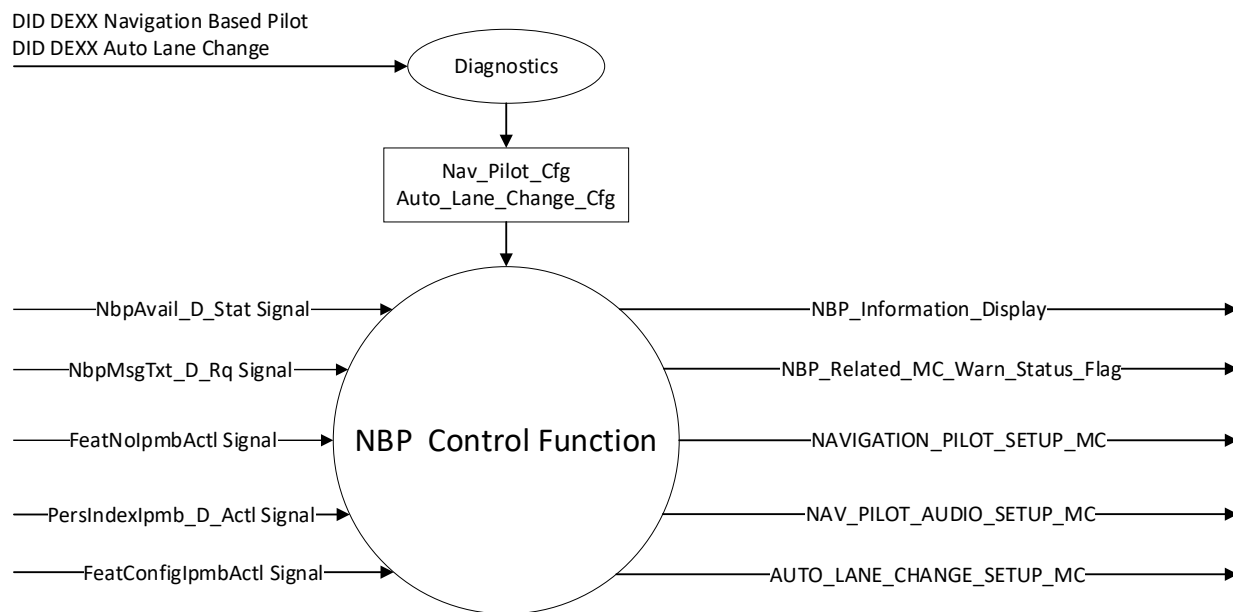 DID DEXX Navigation Based Pilot
DID DEXX Auto Lane Change
Diagnostics
Nav_Pilot_Cfg
Auto_Lane_Change_Cfg
NbpAvail_D_Stat Signal
NbpMsgTxt_D_Rq Signal
FeatNoIpmbActl Signal
PersIndexIpmb_D_Actl Signal
FeatConfigIpmbActl Signal
NBP Control Function
NBP_Information_Display
NBP_Related_MC_Warn_Status_Flag
NAVIGATION_PILOT_SETUP_MC
NAV_PILOT_AUDIO_SETUP_MC
AUTO_LANE_CHANGE_SETUP_MC